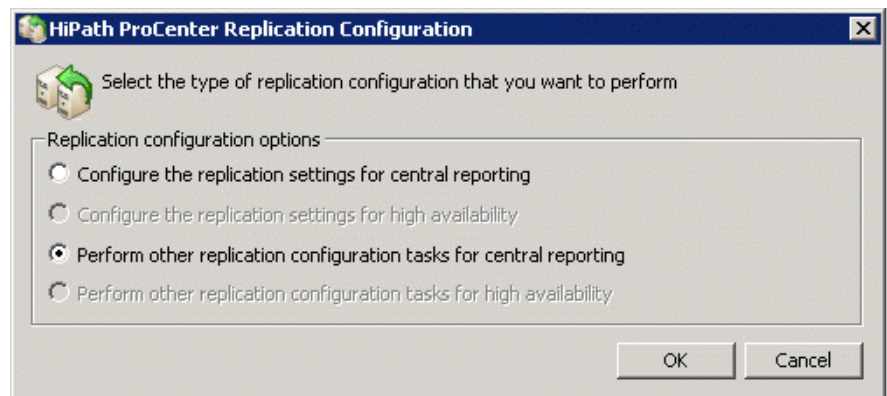 HiPath ProCenter Replication Configuration
Select the type of replication configuration that you want to perform
Replication configuration options
Configure the replication settings for central reporting
Configure the replication settings for high availability
Perform other replication configuration tasks for central reporting
Perform other replication configuration tasks for high availability
OK Cancel